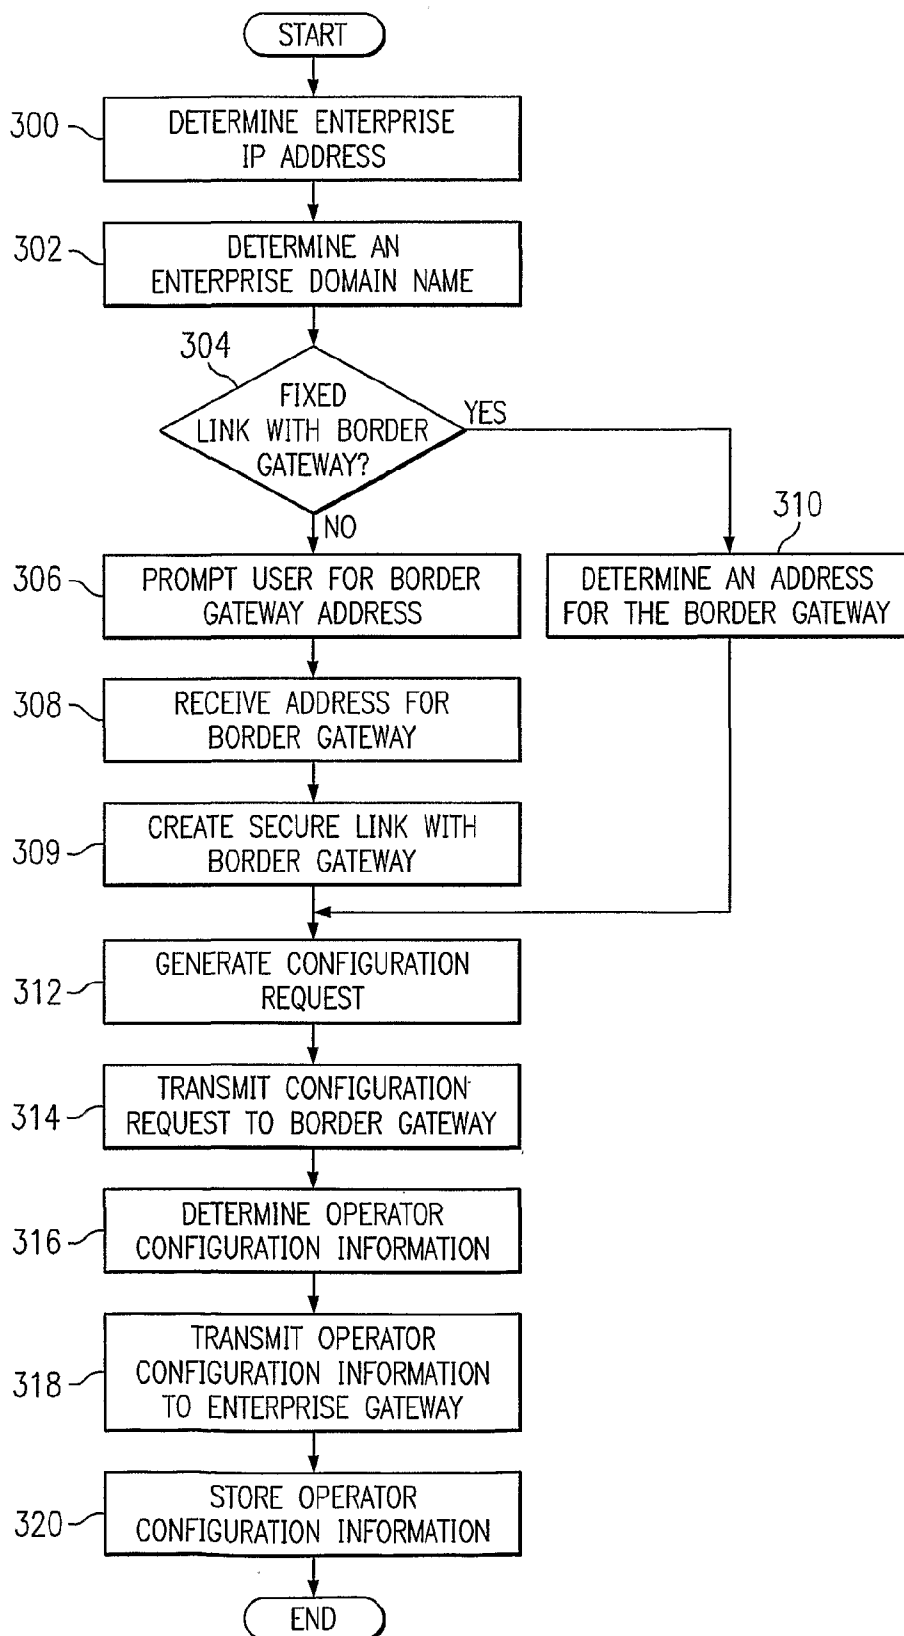 START
300
DETERMINE ENTERPRISE
IP ADDRESS
302
DETERMINE AN
ENTERPRISE DOMAIN NAME
304
FIXED
LINK WITH BORDER
GATEWAY?
YES
NO
306
PROMPT USER FOR BORDER
GATEWAY ADDRESS
310
DETERMINE AN ADDRESS
FOR THE BORDER GATEWAY
308
RECEIVE ADDRESS FOR
BORDER GATEWAY
309
CREATE SECURE LINK WITH
BORDER GATEWAY
312
GENERATE CONFIGURATION
REQUEST
314
TRANSMIT CONFIGURATION
REQUEST TO BORDER GATEWAY
316
DETERMINE OPERATOR
CONFIGURATION INFORMATION
318
TRANSMIT OPERATOR
CONFIGURATION INFORMATION
TO ENTERPRISE GATEWAY
320
STORE OPERATOR
CONFIGURATION INFORMATION
END